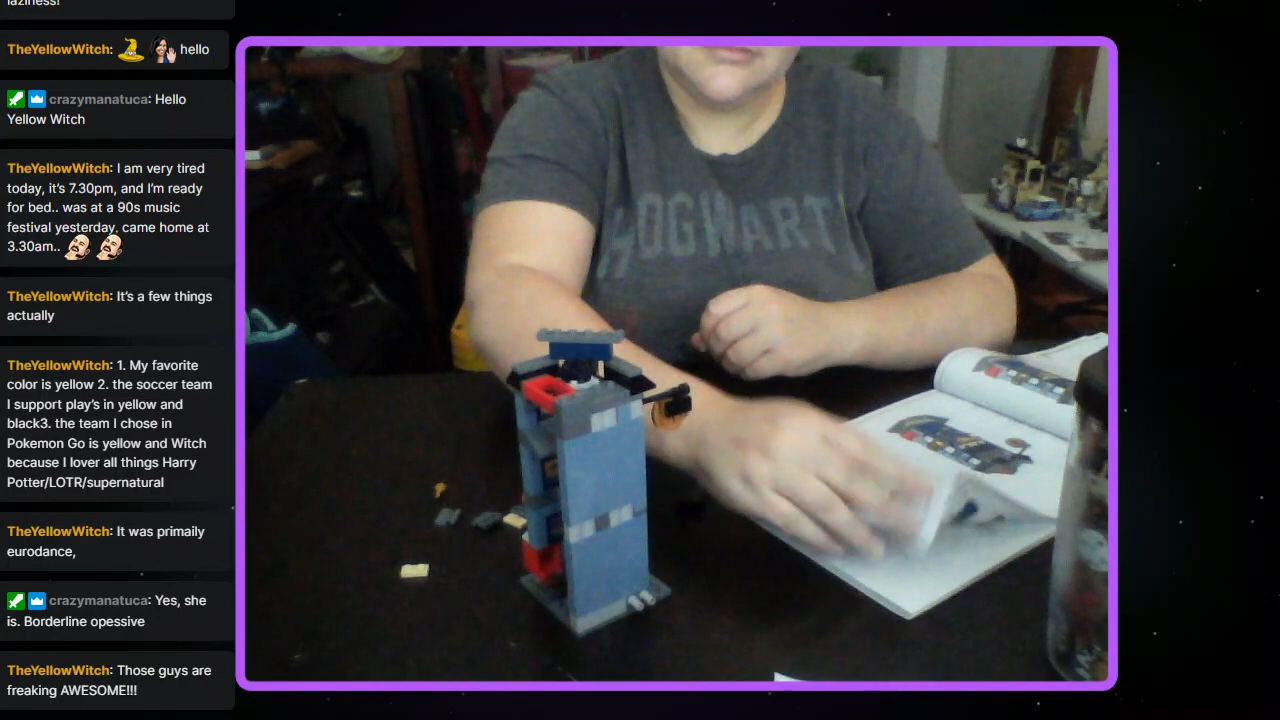 laziness!
TheYellowWitch: hello
crazymanatuca: Hello
Yellow Witch
TheYellowWitch: I am very tired
today, it's 7.30pm, and I'm ready
for bed.. was at a 90s music
festival yesterday, came home at
3.30am..
TheYellowWitch: It's a few things
actually
TheYellowWitch: 1. My favorite
color is yellow 2. the soccer team
I support play's in yellow and
black3. the team I chose in
Pokemon Go is yellow and Witch
because I lover all things Harry
Potter/LOTR/supernatural
TheYellowWitch: It was primaily
eurodance,
crazymanatuca: Yes, she
is. Borderline opessive
TheYellowWitch: Those guys are
freaking AWESOME!!!
HOGWART